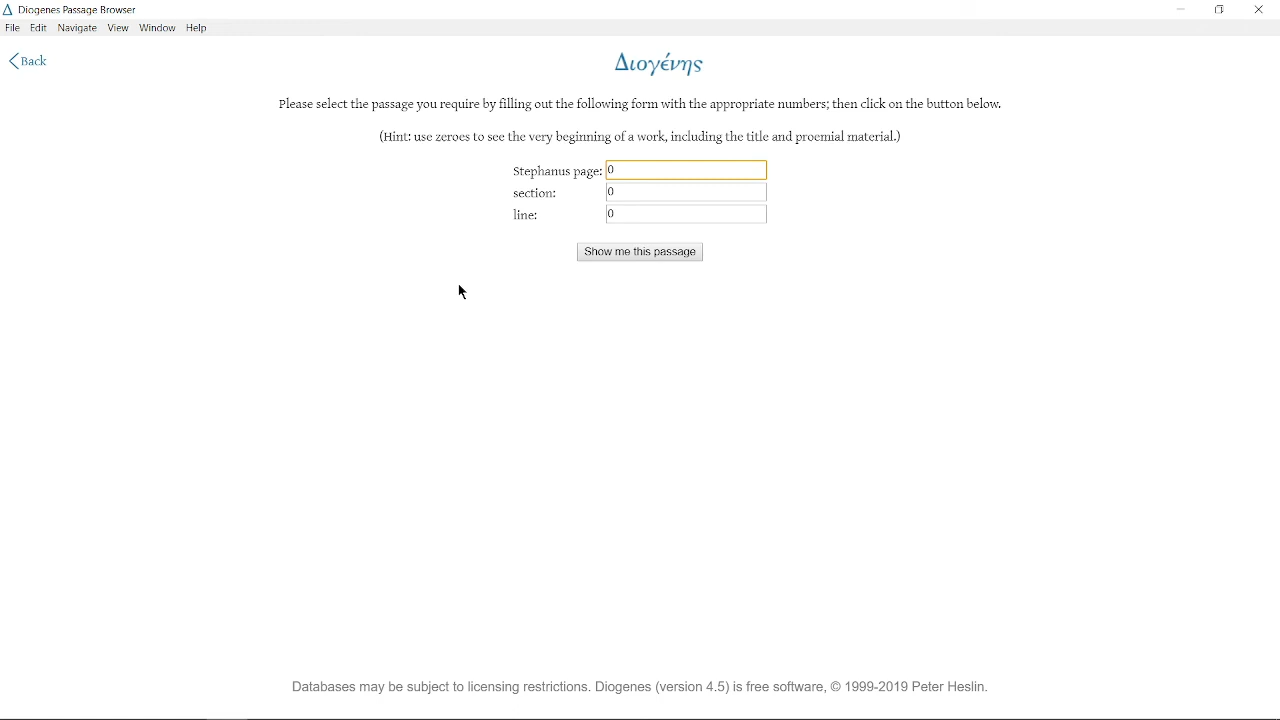 Diogenes Passage Browser
File Edit Navigate View Window Help
Back
Διογένης
Please select the passage you require by filling out the following form with the appropriate numbers; then click on the button below.
(Hint: use zeroes to see the very beginning of a work, including the title and proemial material.)
Stephanus page: 0
section: 0
line: 0
Show me this passage
Databases may be subject to licensing restrictions. Diogenes (version 4.5) is free software, © 1999-2019 Peter Heslin.